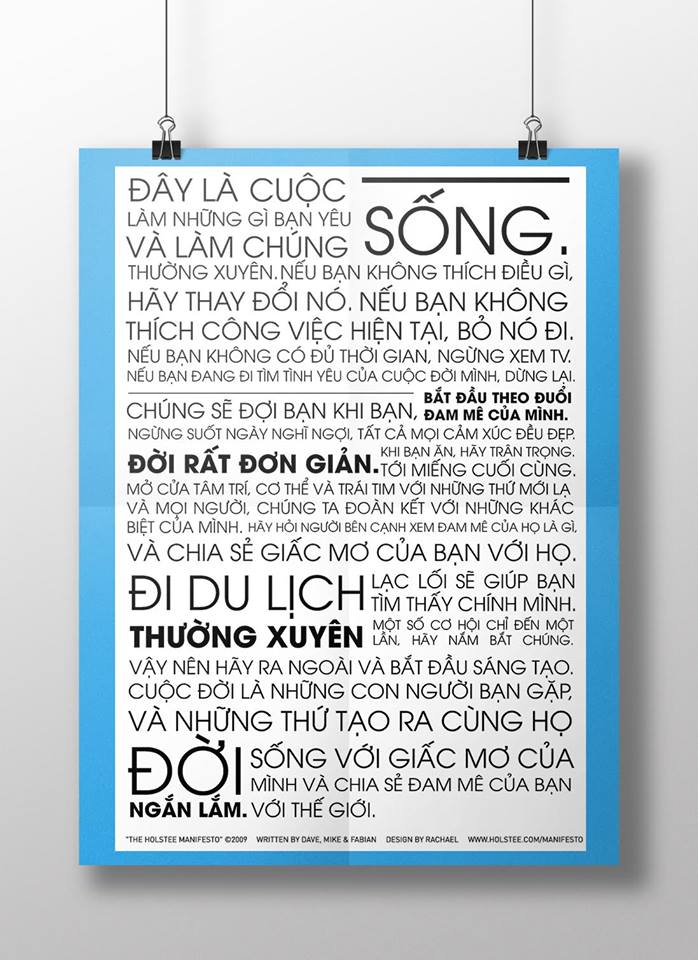 ĐÂY LÀ CUỘC
SỐNG.
LÀM NHỮNG GÌ BẠN YÊU
VÀ LÀM CHÚNG
THƯỜNG XUYÊN. NẾU BẠN KHÔNG THÍCH ĐIỀU GÌ,
HÃY THAY ĐỔI NÓ. NẾU BẠN KHÔNG
THÍCH CÔNG VIỆC HIỆN TẠI, BỎ NÓ ĐI.
NẾU BẠN KHÔNG CÓ ĐỦ THỜI GIAN, NGỪNG XEM TV.
NẾU BẠN ĐANG ĐI TÌM TÌNH YÊU CỦA CUỘC ĐỜI MÌNH, DỪNG LẠI.
CHÚNG SẼ ĐỢI BẠN KHI BẠN,
BẮT ĐẦU THEO ĐUỔI
ĐAM MÊ CỦA MÌNH.
NGỪNG SUỐT NGÀY NGHĨ NGỢI, TẤT CẢ MỌI CẢM XÚC ĐỀU ĐẸP.
ĐỜI RẤT ĐƠN GIẢN.
KHI BẠN ĂN, HÃY TRÂN TRỌNG.
TỚI MIẾNG CUỐI CÙNG.
MỞ CỬA TÂM TRÍ, CƠ THỂ VÀ TRÁI TIM VỚI NHỮNG THỨ MỚI LẠ
VÀ MỌI NGƯỜI, CHÚNG TA ĐOÀN KẾT VỚI NHỮNG KHÁC
BIỆT CỦA MÌNH. HÃY HỎI NGƯỜI BÊN CẠNH XEM ĐAM MÊ CỦA HỌ LÀ GÌ,
VÀ CHIA SẺ GIẤC MƠ CỦA BẠN VỚI HỌ.
ĐI DU LỊCH
THƯỜNG XUYÊN
LẠC LỐI SẼ GIÚP BẠN
TÌM THẤY CHÍNH MÌNH.
MỘT SỐ CƠ HỘI CHỈ ĐẾN MỘT
LẦN, HÃY NẮM BẮT CHÚNG.
VẬY NÊN HÃY RA NGOÀI VÀ BẮT ĐẦU SÁNG TẠO.
CUỘC ĐỜI LÀ NHỮNG CON NGƯỜI BẠN GẶP,
VÀ NHỮNG THỨ TẠO RA CÙNG HỌ
ĐỜI
NGẮN LẮM.
SỐNG VỚI GIẤC MƠ CỦA
MÌNH VÀ CHIA SẺ ĐAM MÊ CỦA BẠN
VỚI THẾ GIỚI.
"THE HOLSTEE MANIFESTO" ©2009 WRITTEN BY DAVE, MIKE & FABIAN DESIGN BY RACHAEL WWW.HOLSTEE.COM/MANIFESTO